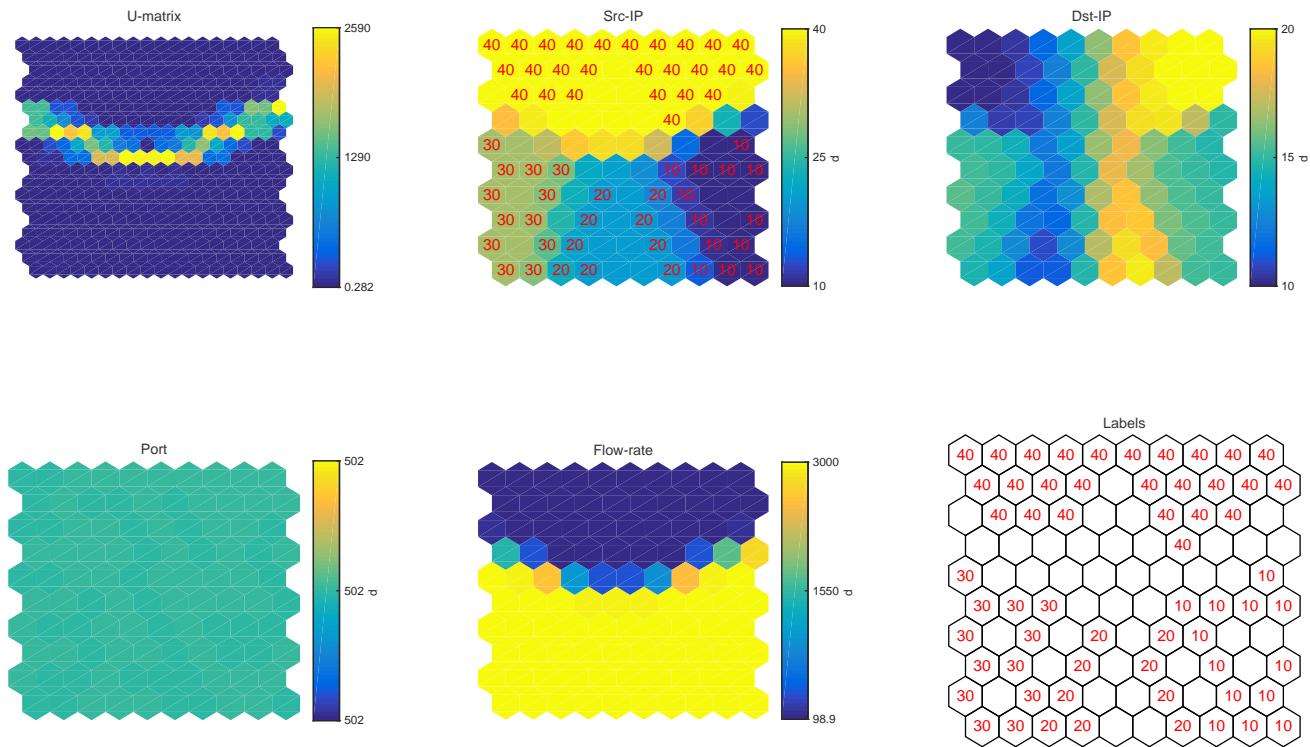 U-matrix
2590
1290
0.282
Src-IP
40 40 40 40 40 40 40 40 40 40
40 40 40 40 40 40 40 40 40
40 40 40 40 40 40
40
30 10
30 30 30 10 10 10 10
30 30 20 20 10
30 30 20 20 10 10
30 30 20 20 10 10
30 30 20 20 20 10 10 10
40
25
10
d
Dst-IP
20
15
10
d
Port
502
502
502
d
Flow-rate
3000
1550
98.9
d
Labels
40 40 40 40 40 40 40 40 40 40
40 40 40 40 40 40 40 40 40
40 40 40 40 40 40
40
30 10
30 30 30 10 10 10 10
30 30 20 20 10
30 30 20 20 10 10
30 30 20 20 10 10
30 30 20 20 20 10 10 10